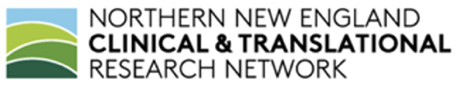 NORTHERN NEW ENGLAND
CLINICAL & TRANSLATIONAL
RESEARCH NETWORK